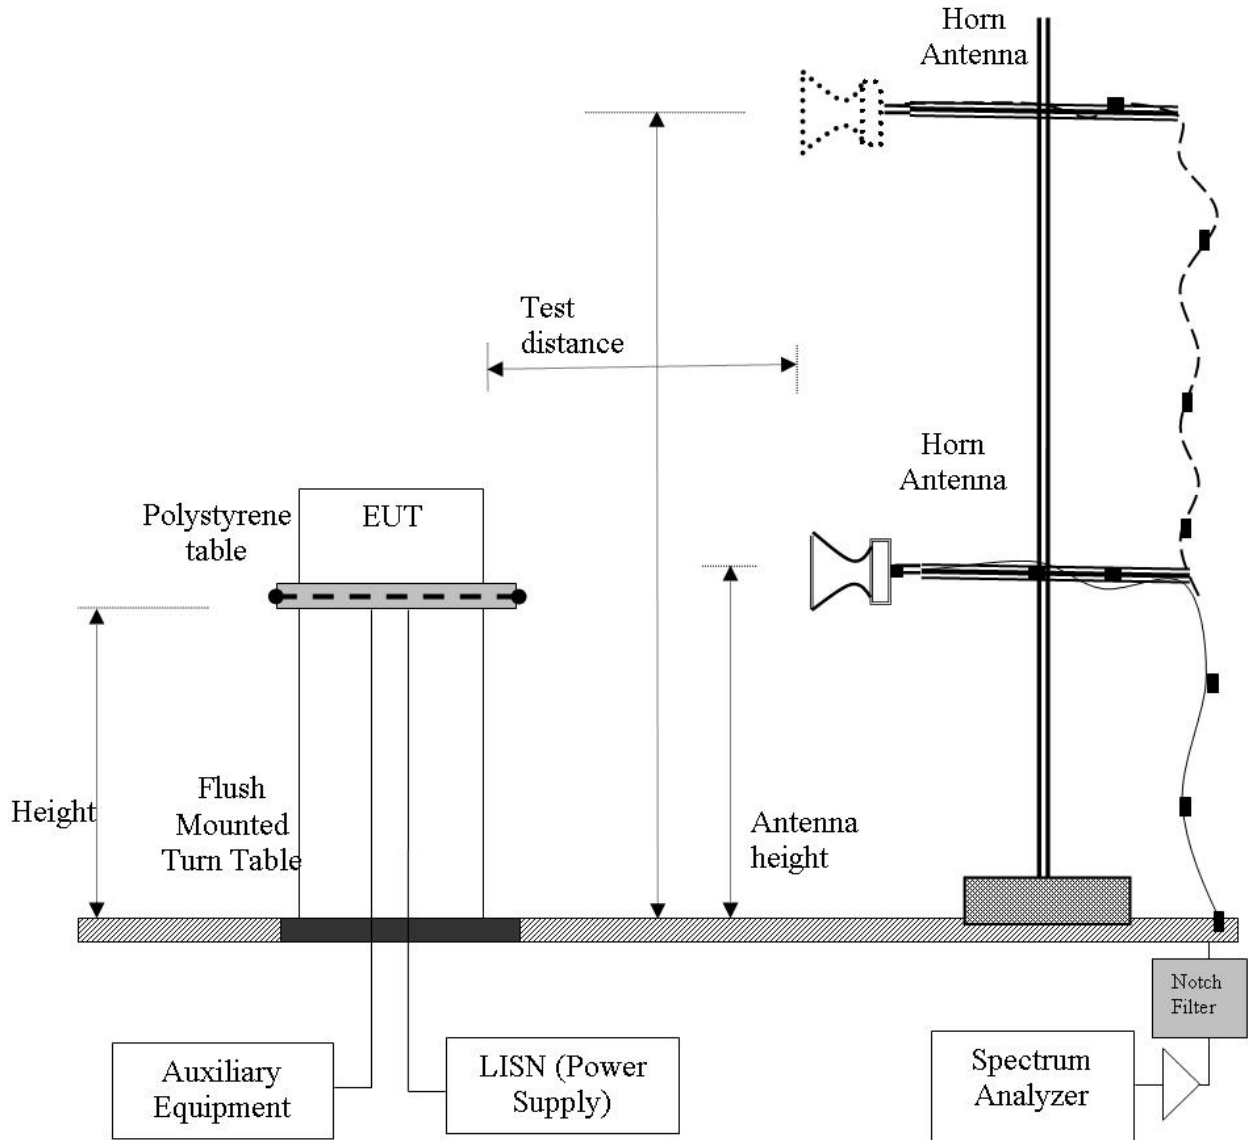 Horn
Antenna
Test
distance
Horn
Antenna
Polystyrene
table
EUT
Height
Flush
Mounted
Turn Table
Antenna
height
Notch
Filter
Auxiliary
Equipment
LISN (Power
Supply)
Spectrum
Analyzer